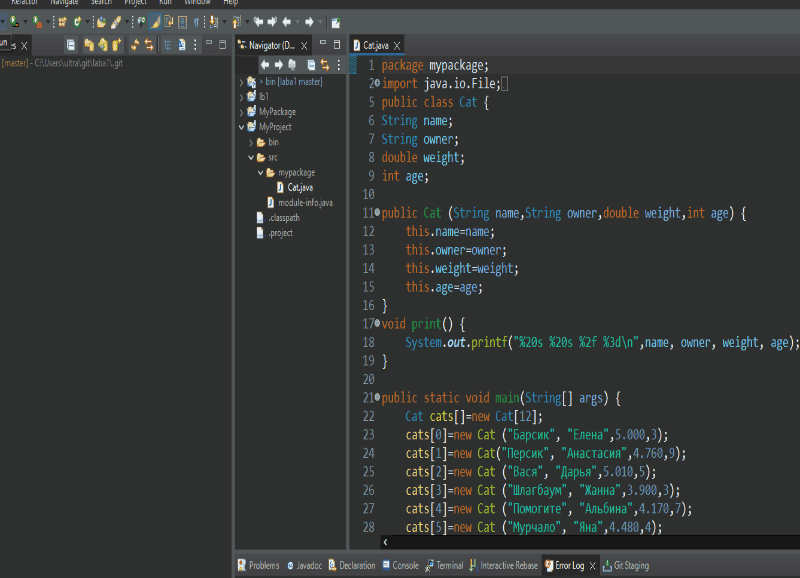 Refactor Navigate Search Project Run Window Help
[master] - C:\Users\ultra\git\laba1\.git
Navigator (D...
> bin [laba1 master]
lb1
MyPackage
MyProject
bin
src
mypackage
Cat.java
module-info.java
.classpath
.project
Cat.java
1 package mypackage;
2 import java.io.File;
5 public class Cat {
6 String name;
7 String owner;
8 double weight;
9 int age;
10
11 public Cat (String name,String owner,double weight,int age) {
12 this.name=name;
13 this.owner=owner;
14 this.weight=weight;
15 this.age=age;
16 }
17 void print() {
18 System.out.printf("%20s %20s %2f %3d\n",name, owner, weight, age);
19 }
20
21 public static void main(String[] args) {
22 Cat cats[]=new Cat[12];
23 cats[0]=new Cat ("Барсик", "Елена",5.000,3);
24 cats[1]=new Cat("Персик", "Анастасия",4.760,9);
25 cats[2]=new Cat ("Вася", "Дарья",5.010,5);
26 cats[3]=new Cat ("Шлагбаум", "Жанна",3.900,3);
27 cats[4]=new Cat ("Помогите", "Альбина",4.170,7);
28 cats[5]=new Cat ("Мурчало", "Яна",4.480,4);
Problems Javadoc Declaration Console Terminal Interactive Rebase Error Log Git Staging